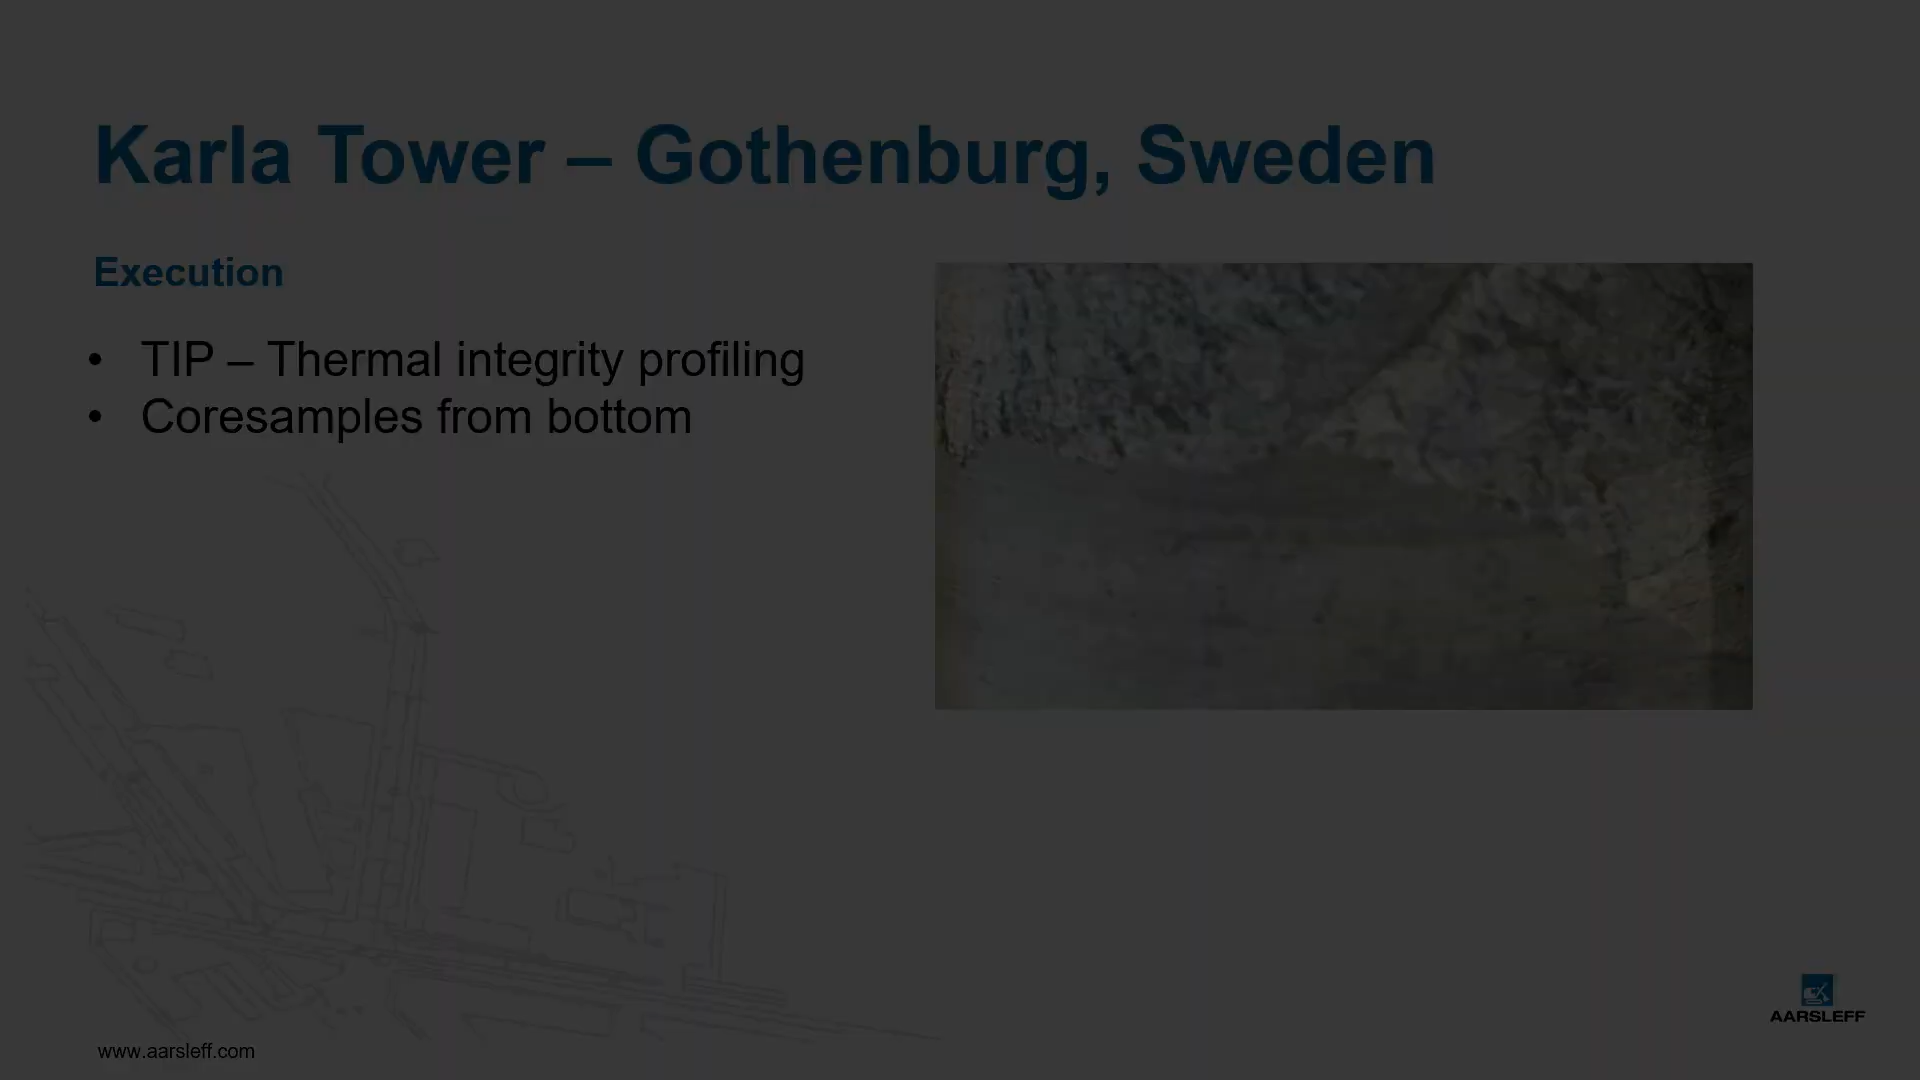 Karla Tower – Gothenburg, Sweden
Execution
• TIP – Thermal integrity profiling
• Coresamples from bottom
www.aarsleff.com
AARSLEFF